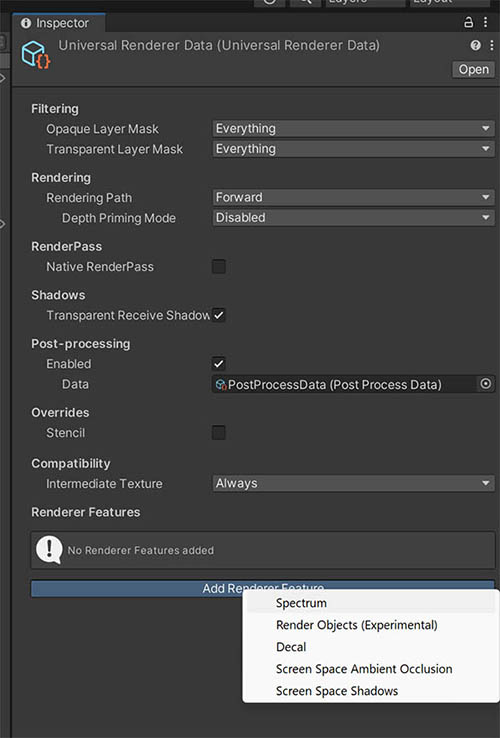 Layers
Layout
Inspector
Universal Renderer Data (Universal Renderer Data)
Open
Filtering
Opaque Layer Mask Everything
Transparent Layer Mask Everything
Rendering
Rendering Path Forward
Depth Priming Mode Disabled
RenderPass
Native RenderPass
Shadows
Transparent Receive Shadow
Post-processing
Enabled
Data PostProcessData (Post Process Data)
Overrides
Stencil
Compatibility
Intermediate Texture Always
Renderer Features
No Renderer Features added
Add Renderer Feature
Spectrum
Render Objects (Experimental)
Decal
Screen Space Ambient Occlusion
Screen Space Shadows